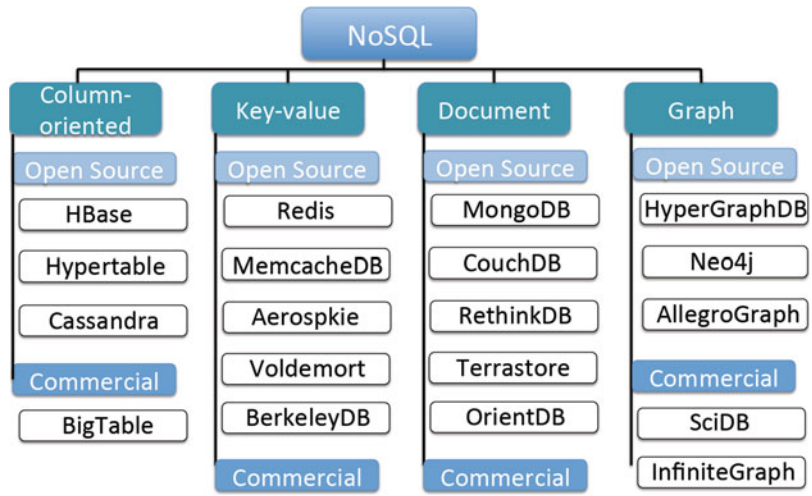 NoSQL
Column-
oriented
Open Source
HBase
Hypertable
Cassandra
Commercial
BigTable
Key-value
Open Source
Redis
MemcacheDB
Aerospkie
Voldemort
BerkeleyDB
Commercial
Document
Open Source
MongoDB
CouchDB
RethinkDB
Terrastore
OrientDB
Commercial
Graph
Open Source
HyperGraphDB
Neo4j
AllegroGraph
Commercial
SciDB
InfiniteGraph